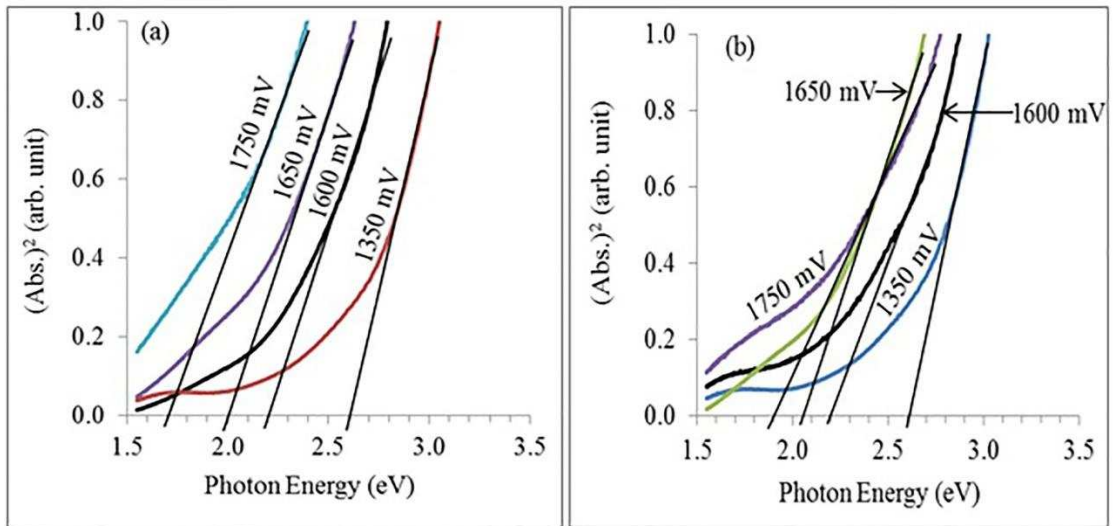 (a)
1.0
0.8
0.6
0.4
0.2
0.0
(Abs.)² (arb. unit)
1750 mV
1650 mV
1600 mV
1350 mV
1.5 2.0 2.5 3.0 3.5
Photon Energy (eV)
(b)
1.0
0.8
0.6
0.4
0.2
0.0
(Abs.)² (arb. unit)
1650 mV
1600 mV
1750 mV
1350 mV
1.5 2.0 2.5 3.0 3.5
Photon Energy (eV)